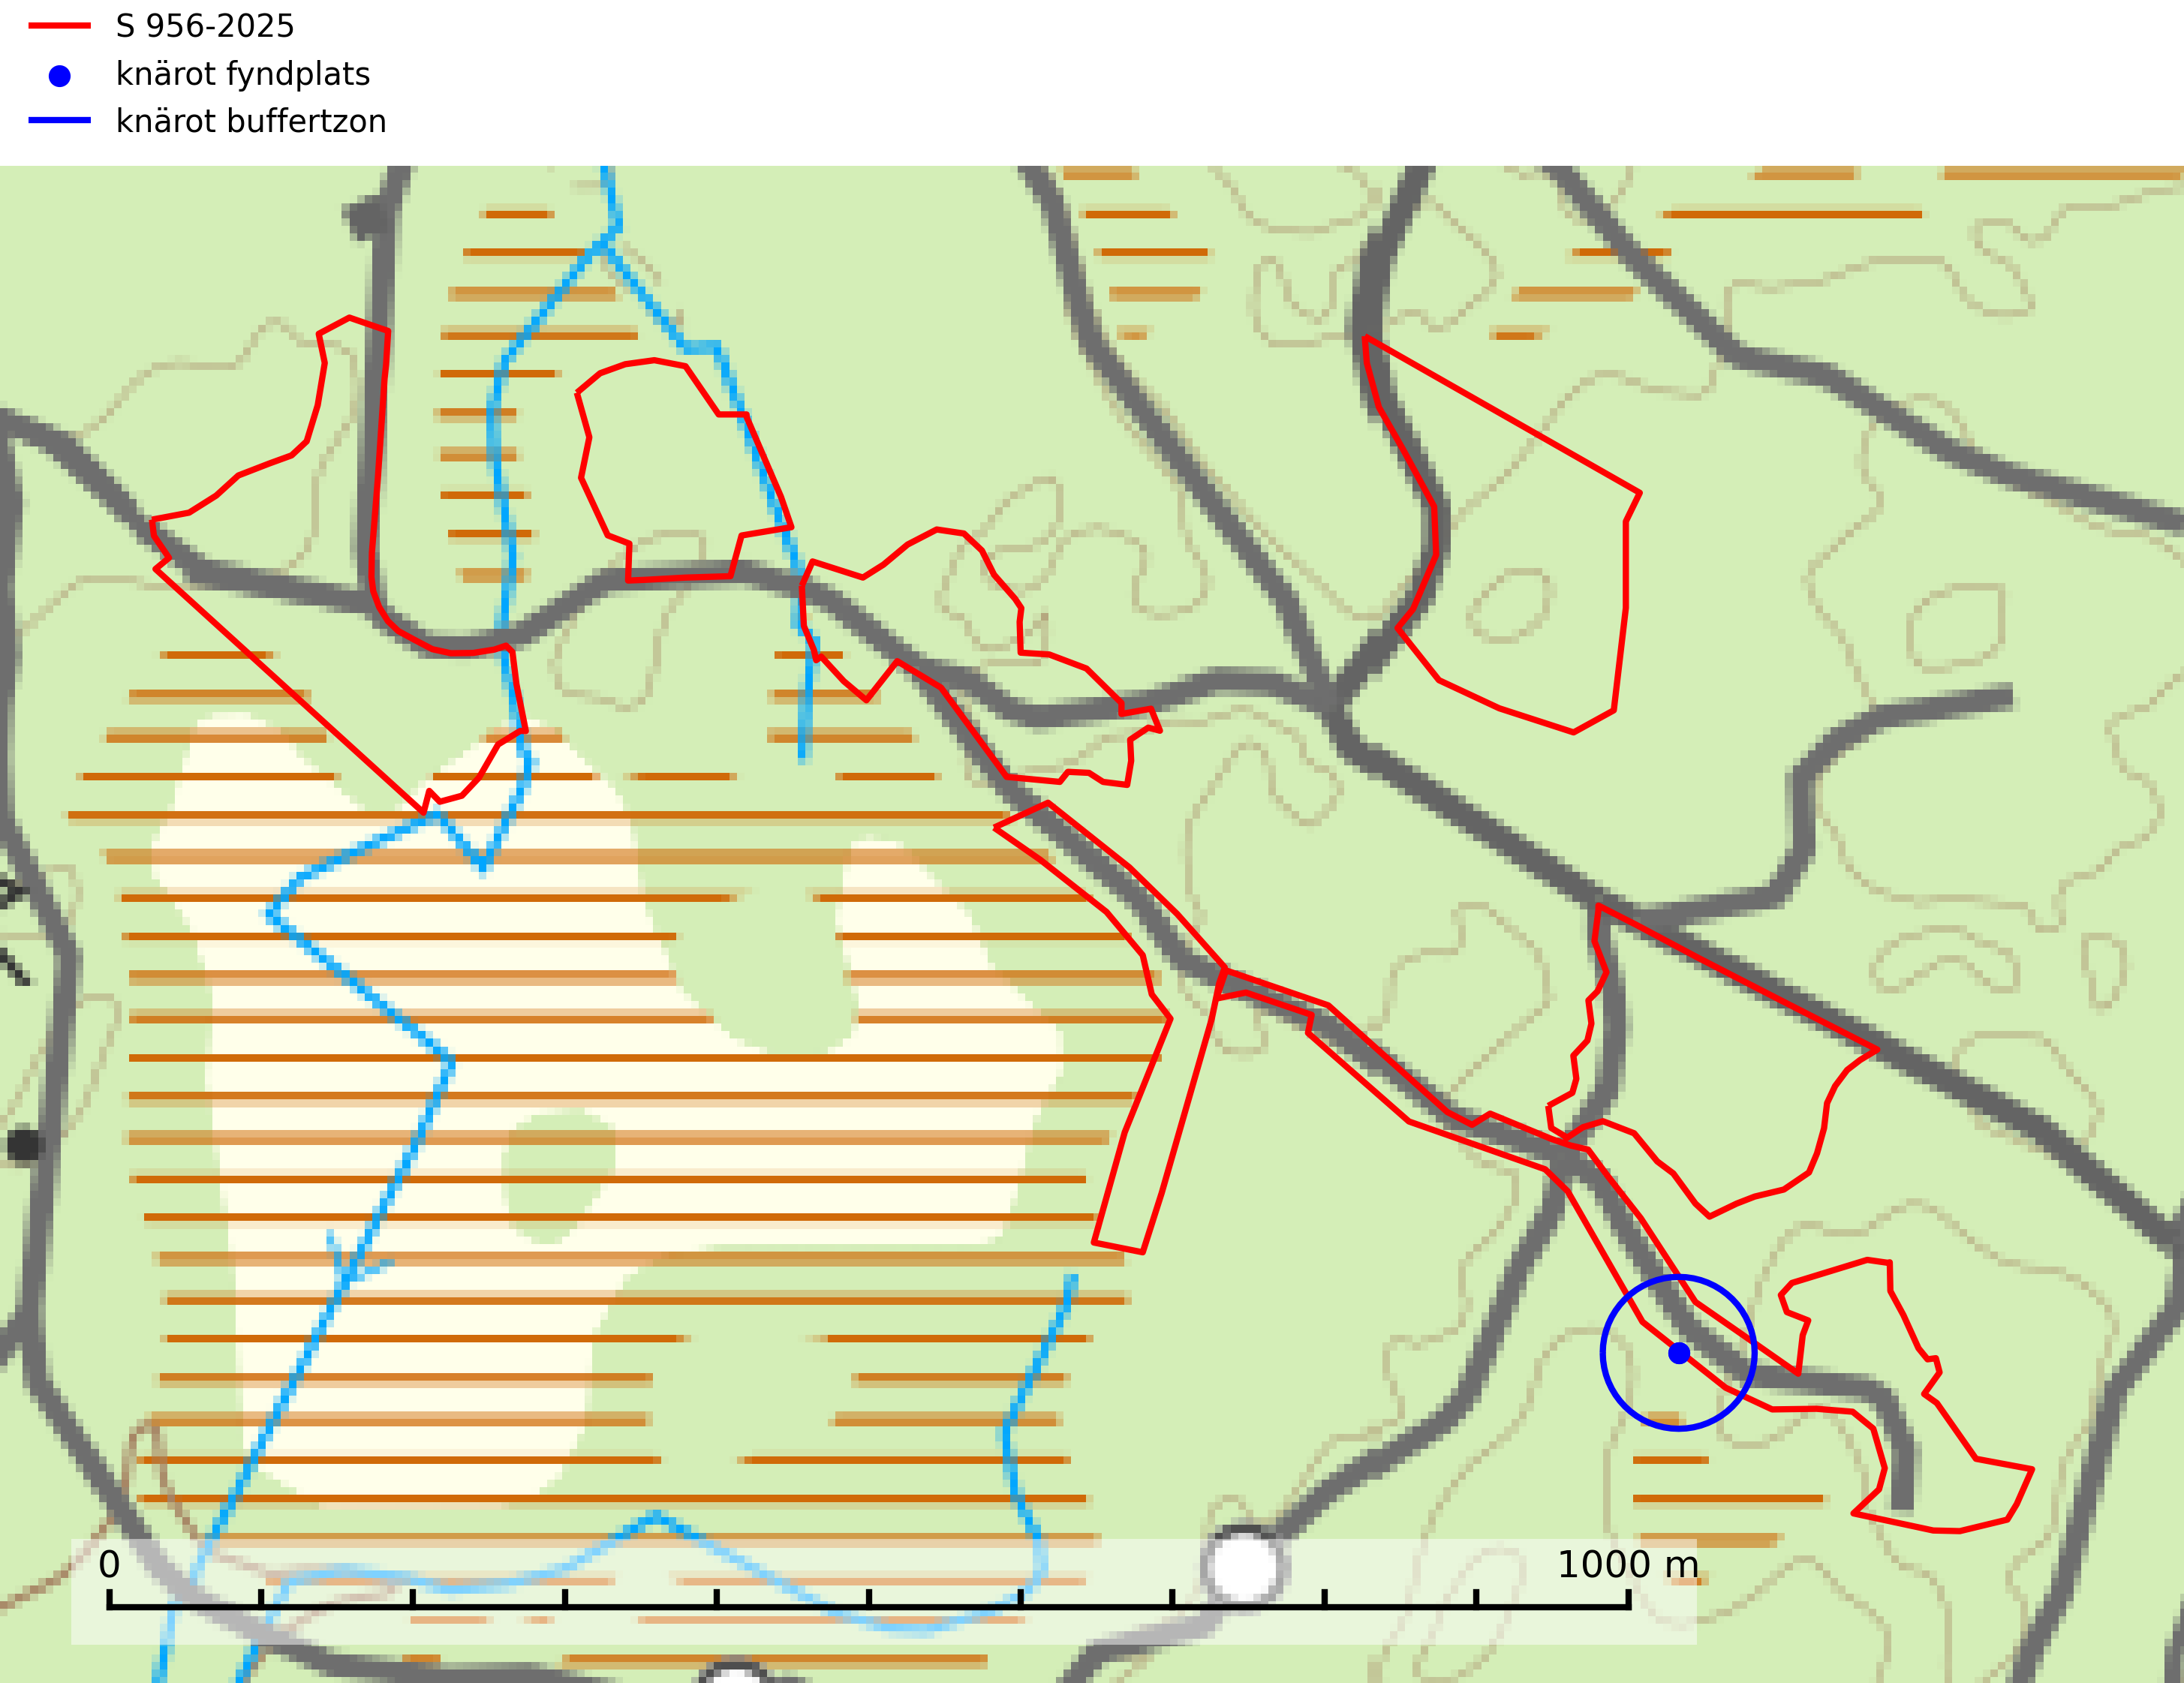 S 956-2025
knärot fyndplats
knärot buffertzon
0 1000 m